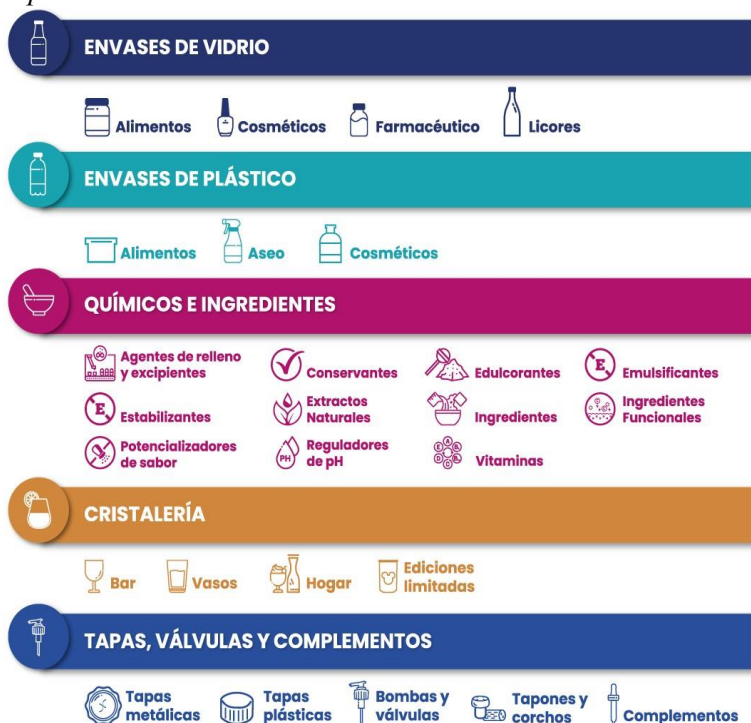 ENVASES DE VIDRIO
Alimentos
Cosméticos
Farmacéutico
Licores
ENVASES DE PLÁSTICO
Alimentos
Aseo
Cosméticos
QUÍMICOS E INGREDIENTES
Agentes de relleno
y excipientes
Conservantes
Edulcorantes
E
Emulsificantes
E
Estabilizantes
Extractos
Naturales
Ingredientes
Ingredientes
Funcionales
Potencializadores
de sabor
PH
Reguladores
de pH
Vitaminas
CRISTALERÍA
Bar
Vasos
Hogar
Ediciones
limitadas
TAPAS, VÁLVULAS Y COMPLEMENTOS
Tapas
metálicas
Tapas
plásticas
Bombas y
válvulas
Tapones y
corchos
Complementos